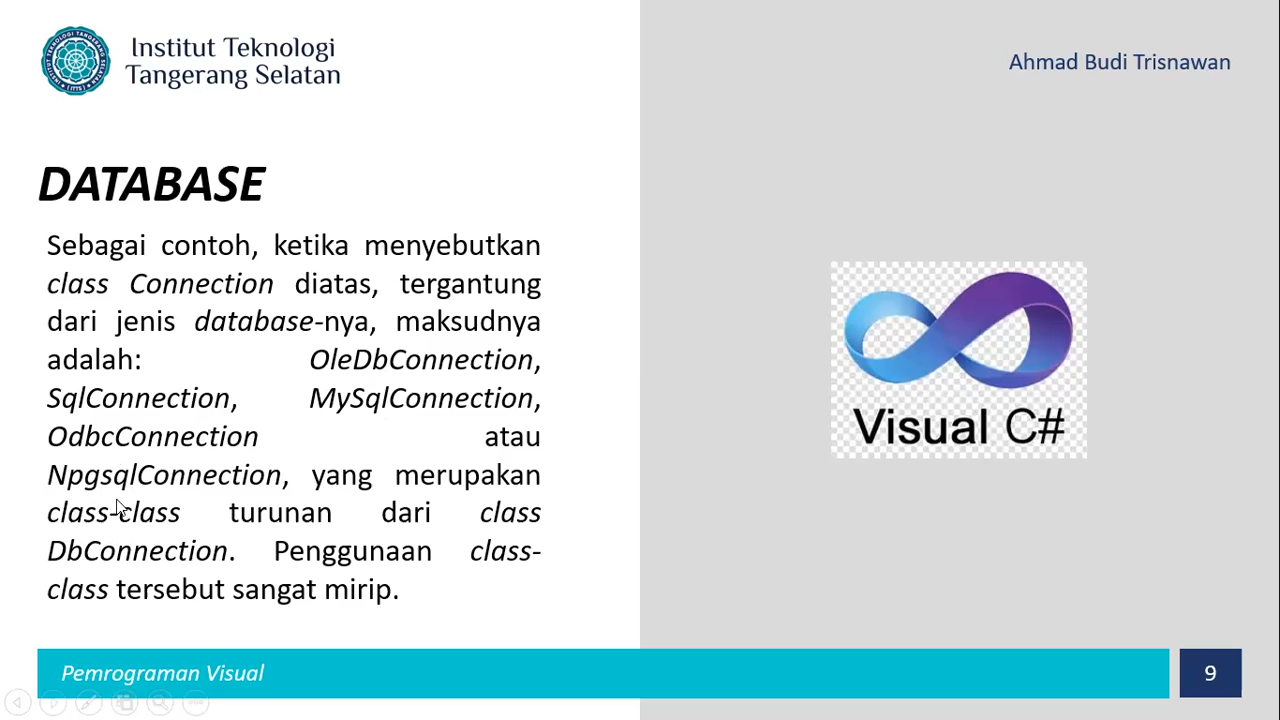 Institut Teknologi
Tangerang Selatan
Ahmad Budi Trisnawan
DATABASE
Sebagai contoh, ketika menyebutkan
class Connection diatas, tergantung
dari jenis database-nya, maksudnya
adalah: OleDbConnection,
SqlConnection, MySqlConnection,
OdbcConnection atau
NpgsqlConnection, yang merupakan
class-class turunan dari class
DbConnection. Penggunaan class-
class tersebut sangat mirip.
Visual C#
Pemrograman Visual
9